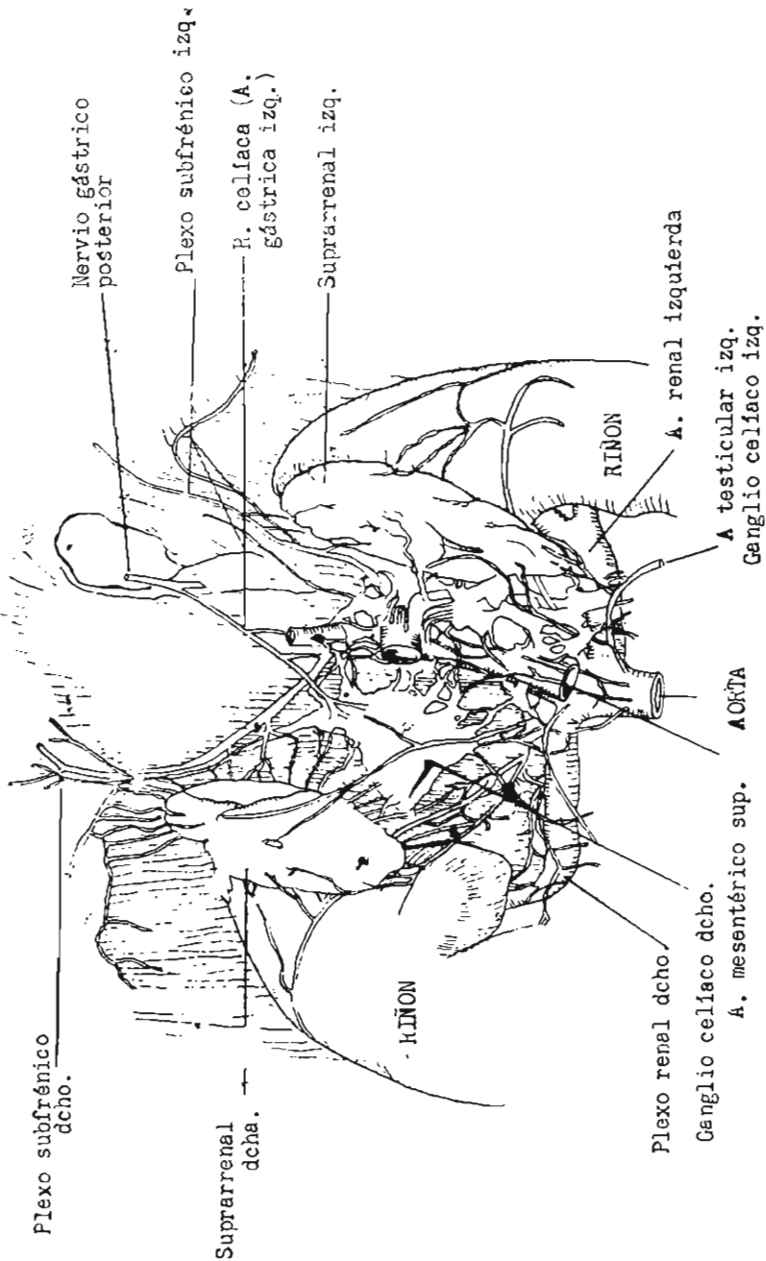 Nervio gástrico
posterior
Plexo subfrénico izq.
R. celíaca (A.
gástrica izq.)
Suprarrenal izq.
RIÑON
A. renal izquierda
A testicular izq.
Ganglio celíaco izq.
AORTA
A. mesentérico sup.
Ganglio celíaco dcho.
Plexo renal dcho.
RIÑON
Suprarrenal
dcha.
Plexo subfrénico
dcho.